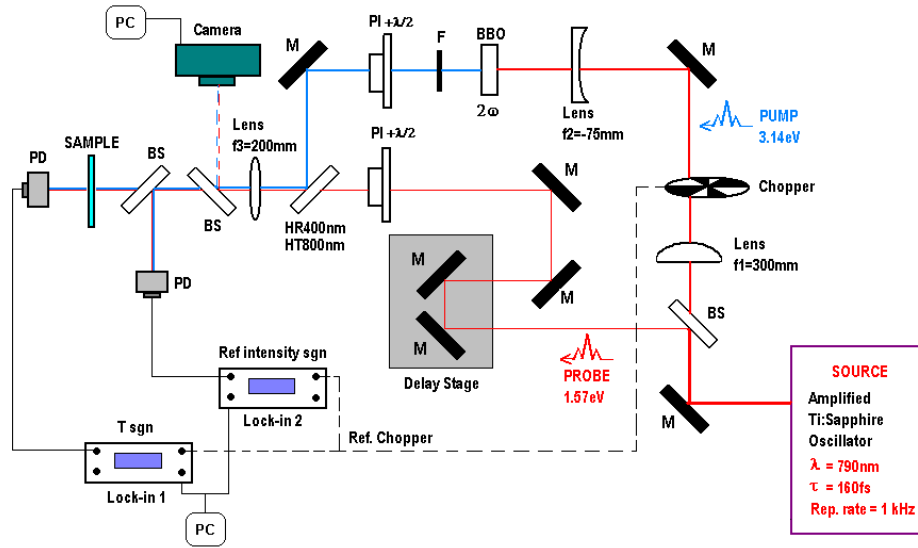 PC
Camera
M
PI +λ/2
F
BBO
2ω
Lens
f2=-75mm
M
PUMP
3.14eV
Lens
f3=200mm
PI +λ/2
SAMPLE
PD
BS
BS
HR400nm
HT800nm
M
Chopper
Lens
f1=300mm
PD
M
M
M
Delay Stage
BS
PROBE
1.57eV
M
Ref intensity sgn
Lock-in 2
Ref. Chopper
T sgn
Lock-in 1
PC
SOURCE
Amplified
Ti:Sapphire
Oscillator
λ = 790nm
τ = 160fs
Rep. rate = 1 kHz